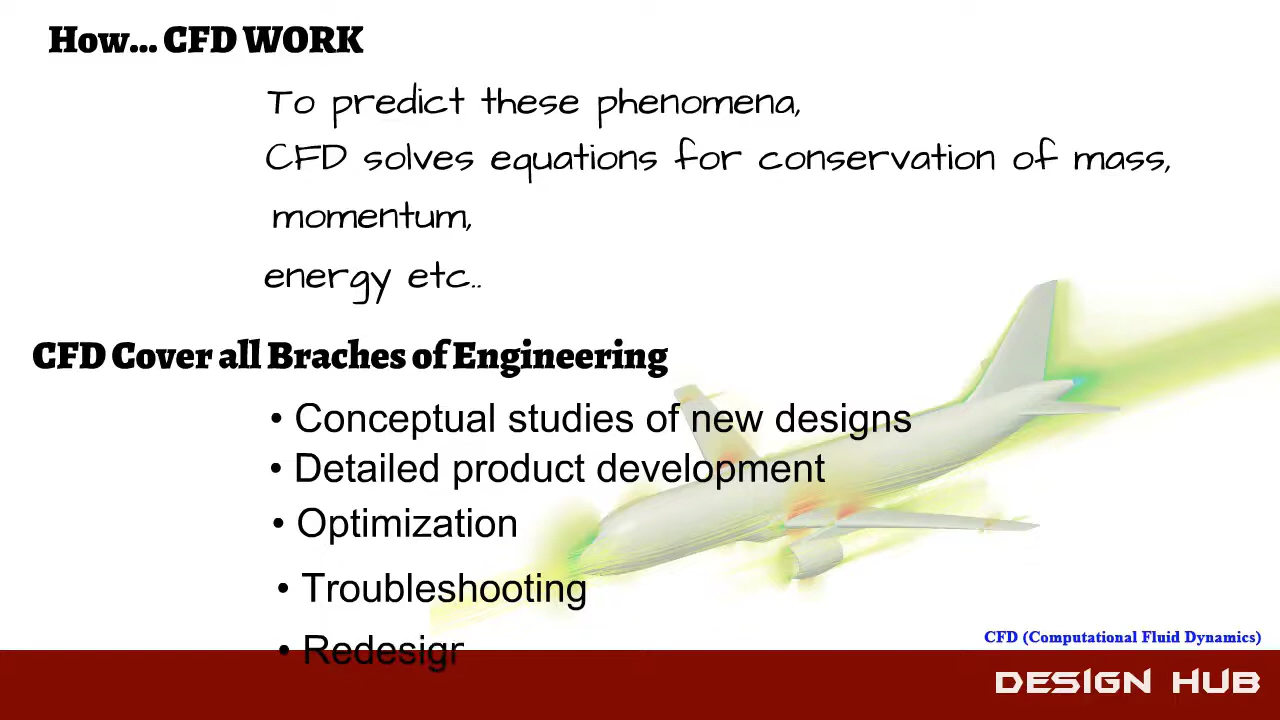 How... CFD WORK
To predict these phenomena,
CFD solves equations for conservation of mass,
momentum,
energy etc..
CFD Cover all Braches of Engineering
• Conceptual studies of new designs
• Detailed product development
• Optimization
• Troubleshooting
• Redesigr
CFD (Computational Fluid Dynamics)
DESIGN HUB